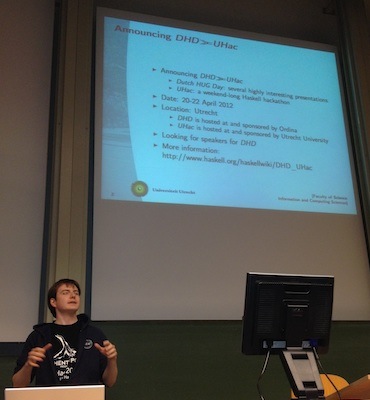 Announcing DHD>>=UHac
▶ Announcing DHD>>=UHac
▶ Dutch HUG Day: several highly interesting presentations
▶ UHac: a weekend-long Haskell hackathon
▶ Date: 20-22 April 2012
▶ Location: Utrecht
▶ DHD is hosted at and sponsored by Ordina
▶ UHac is hosted at and sponsored by Utrecht University
▶ Looking for speakers for DHD
▶ More information:
http://www.haskell.org/haskellwiki/DHD_UHac
Universiteit Utrecht
[Faculty of Science
Information and Computing Sciences]